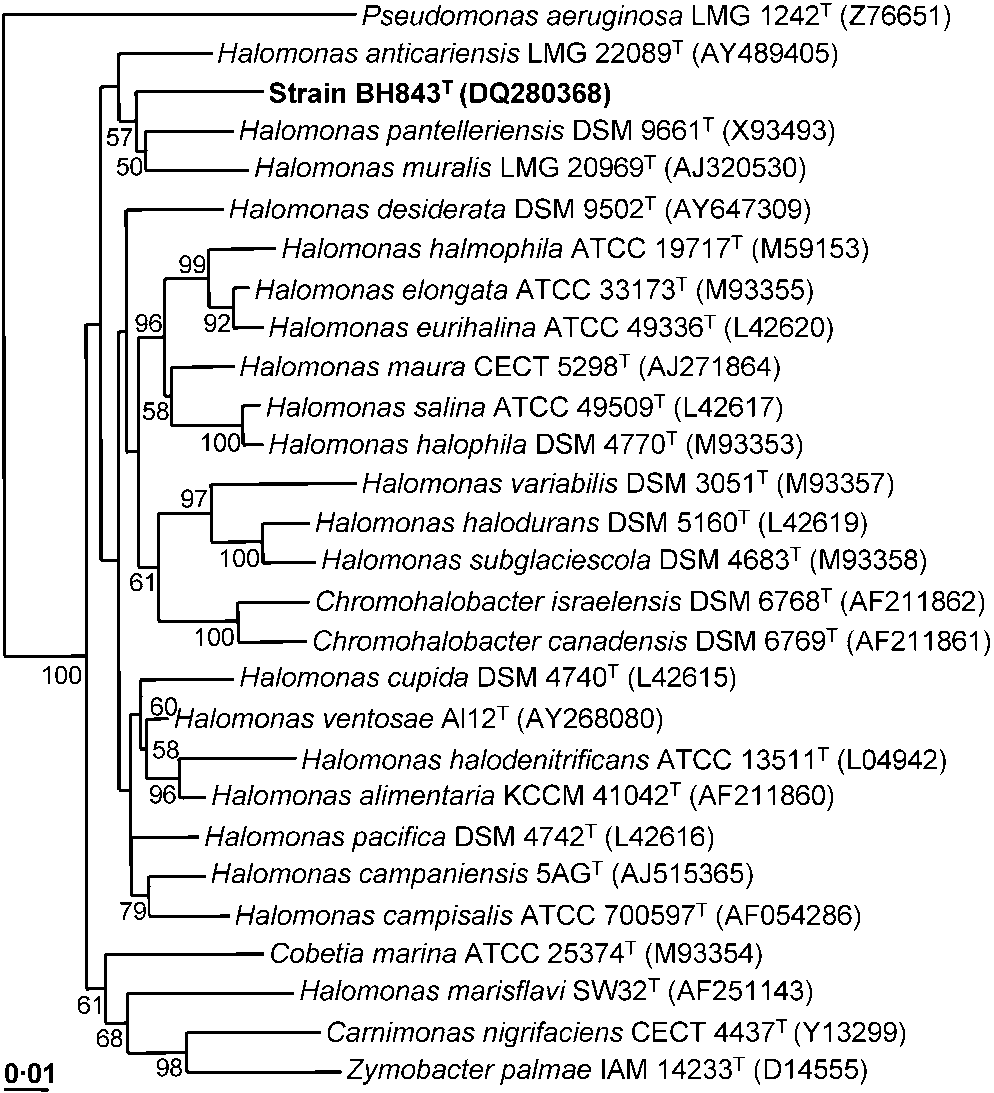 Pseudomonas aeruginosa LMG 1242ᵀ (Z76651)
Halomonas anticariensis LMG 22089ᵀ (AY489405)
Strain BH843ᵀ (DQ280368)
57
Halomonas pantelleriensis DSM 9661ᵀ (X93493)
50
Halomonas muralis LMG 20969ᵀ (AJ320530)
Halomonas desiderata DSM 9502ᵀ (AY647309)
Halomonas halmophila ATCC 19717ᵀ (M59153)
99
Halomonas elongata ATCC 33173ᵀ (M93355)
96
92
Halomonas eurihalina ATCC 49336ᵀ (L42620)
Halomonas maura CECT 5298ᵀ (AJ271864)
58
Halomonas salina ATCC 49509ᵀ (L42617)
100
Halomonas halophila DSM 4770ᵀ (M93353)
Halomonas variabilis DSM 3051ᵀ (M93357)
97
Halomonas halodurans DSM 5160ᵀ (L42619)
100
Halomonas subglaciescola DSM 4683ᵀ (M93358)
61
Chromohalobacter israelensis DSM 6768ᵀ (AF211862)
100
Chromohalobacter canadensis DSM 6769ᵀ (AF211861)
100
Halomonas cupida DSM 4740ᵀ (L42615)
60
Halomonas ventosae Al12ᵀ (AY268080)
58
Halomonas halodenitrificans ATCC 13511ᵀ (L04942)
96
Halomonas alimentaria KCCM 41042ᵀ (AF211860)
Halomonas pacifica DSM 4742ᵀ (L42616)
Halomonas campaniensis 5AGᵀ (AJ515365)
79
Halomonas campisalis ATCC 700597ᵀ (AF054286)
Cobetia marina ATCC 25374ᵀ (M93354)
61
Halomonas marisflavi SW32ᵀ (AF251143)
68
Carnimonas nigrifaciens CECT 4437ᵀ (Y13299)
98
Zymobacter palmae IAM 14233ᵀ (D14555)
0·01